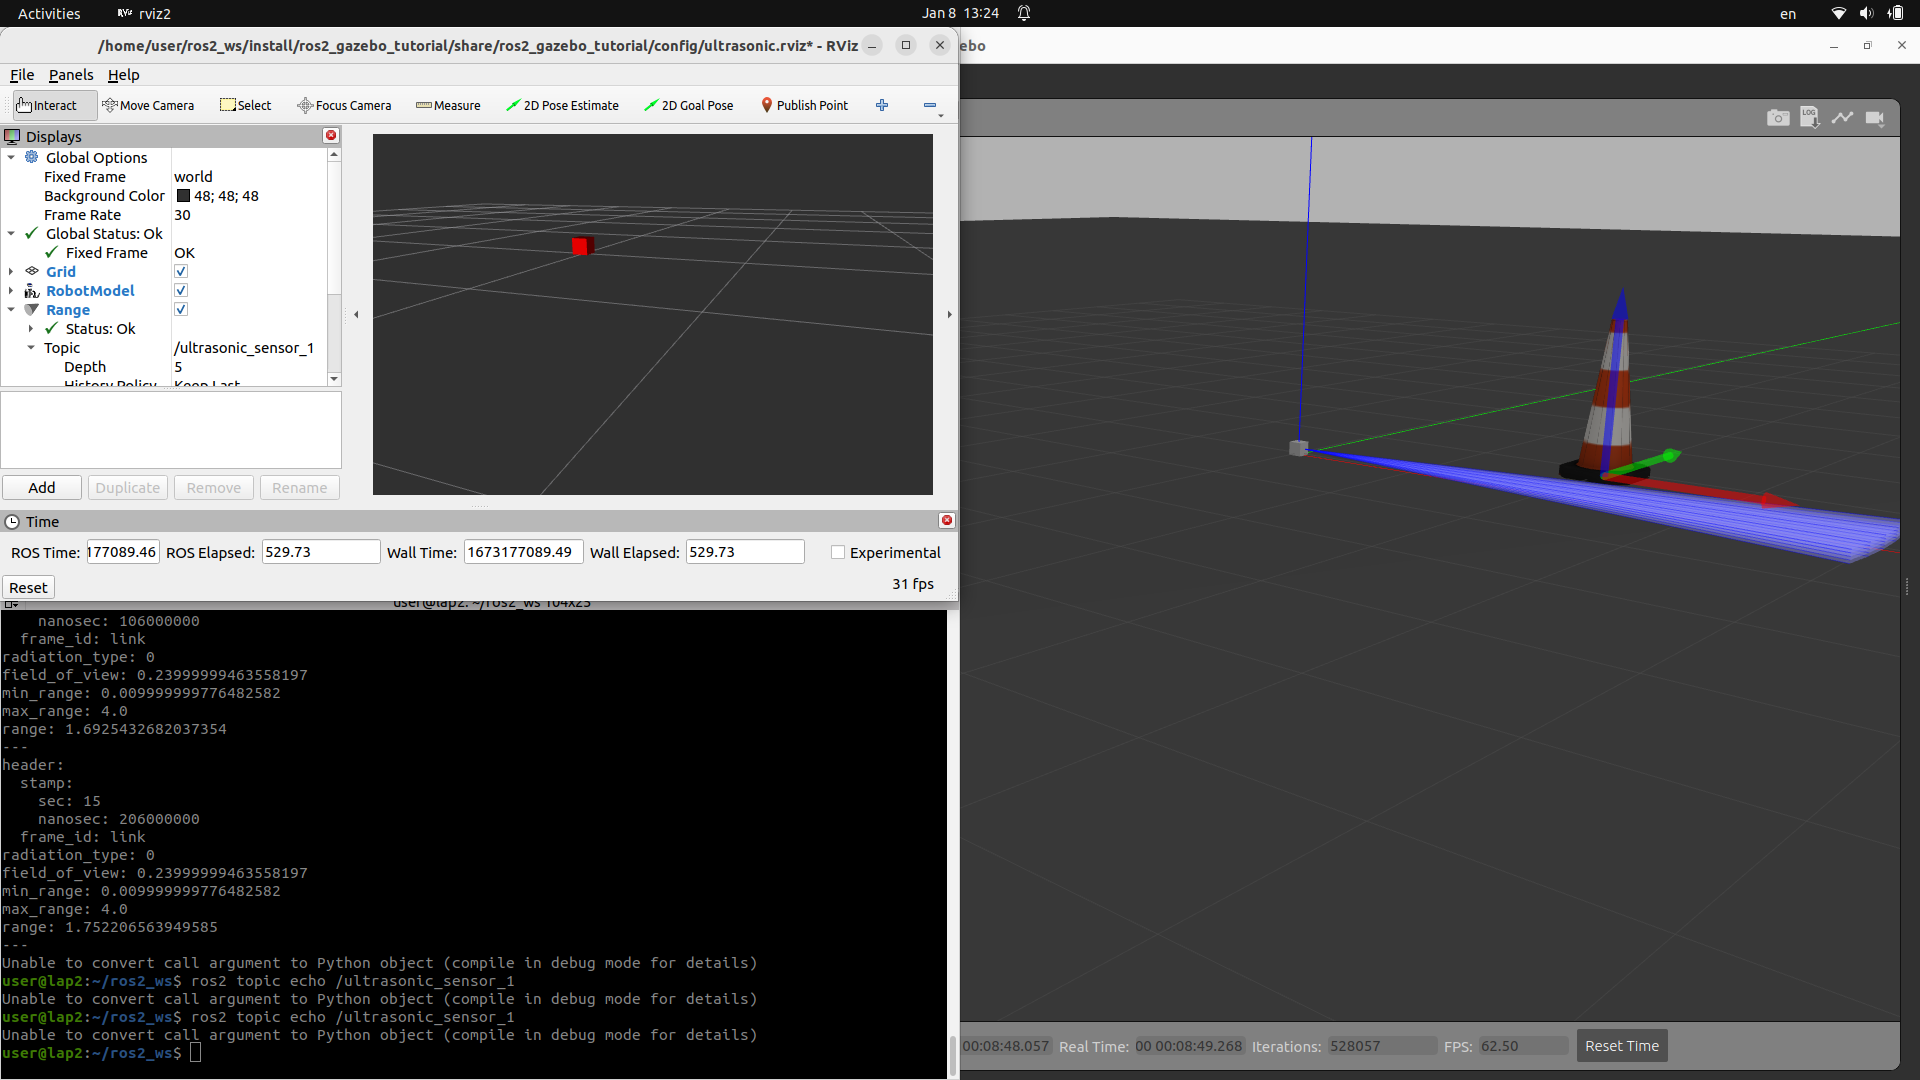 Activities
rviz2
Jan 8 13:24
en
/home/user/ros2_ws/install/ros2_gazebo_tutorial/share/ros2_gazebo_tutorial/config/ultrasonic.rviz* - RViz
ebo
File Panels Help
Interact Move Camera Select Focus Camera Measure 2D Pose Estimate 2D Goal Pose Publish Point
LOG
Displays
Global Options
Fixed Frame world
Background Color 48; 48; 48
Frame Rate 30
Global Status: Ok
Fixed Frame OK
Grid
RobotModel
Range
Status: Ok
Topic /ultrasonic_sensor_1
Depth 5
History Policy Keep Last
Add Duplicate Remove Rename
Time
ROS Time: 177089.46 ROS Elapsed: 529.73 Wall Time: 1673177089.49 Wall Elapsed: 529.73 Experimental
Reset 31 fps
user@lap2: ~/ros2_ws 104x25
nanosec: 106000000
frame_id: link
radiation_type: 0
field_of_view: 0.23999999463558197
min_range: 0.009999999776482582
max_range: 4.0
range: 1.6925432682037354
---
header:
stamp:
sec: 15
nanosec: 206000000
frame_id: link
radiation_type: 0
field_of_view: 0.23999999463558197
min_range: 0.009999999776482582
max_range: 4.0
range: 1.752206563949585
---
Unable to convert call argument to Python object (compile in debug mode for details)
user@lap2:~/ros2_ws$ ros2 topic echo /ultrasonic_sensor_1
Unable to convert call argument to Python object (compile in debug mode for details)
user@lap2:~/ros2_ws$ ros2 topic echo /ultrasonic_sensor_1
Unable to convert call argument to Python object (compile in debug mode for details)
user@lap2:~/ros2_ws$
00:08:48.057 Real Time: 00 00:08:49.268 Iterations: 528057 FPS: 62.50 Reset Time